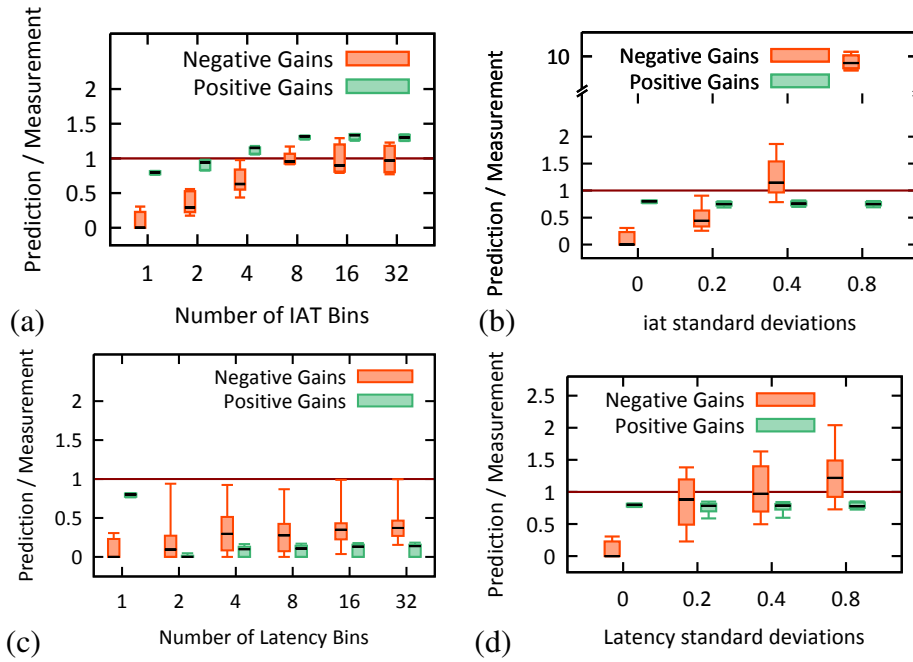 Prediction / Measurement
Negative Gains
Positive Gains
2
1.5
1
0.5
0
1 2 4 8 16 32
Number of IAT Bins
(a)
Prediction / Measurement
10
Negative Gains
Positive Gains
2
1.5
1
0.5
0
0 0.2 0.4 0.8
iat standard deviations
(b)
Prediction / Measurement
Negative Gains
Positive Gains
2
1.5
1
0.5
0
1 2 4 8 16 32
Number of Latency Bins
(c)
Prediction / Measurement
2.5
Negative Gains
2
Positive Gains
1.5
1
0.5
0
0 0.2 0.4 0.8
Latency standard deviations
(d)